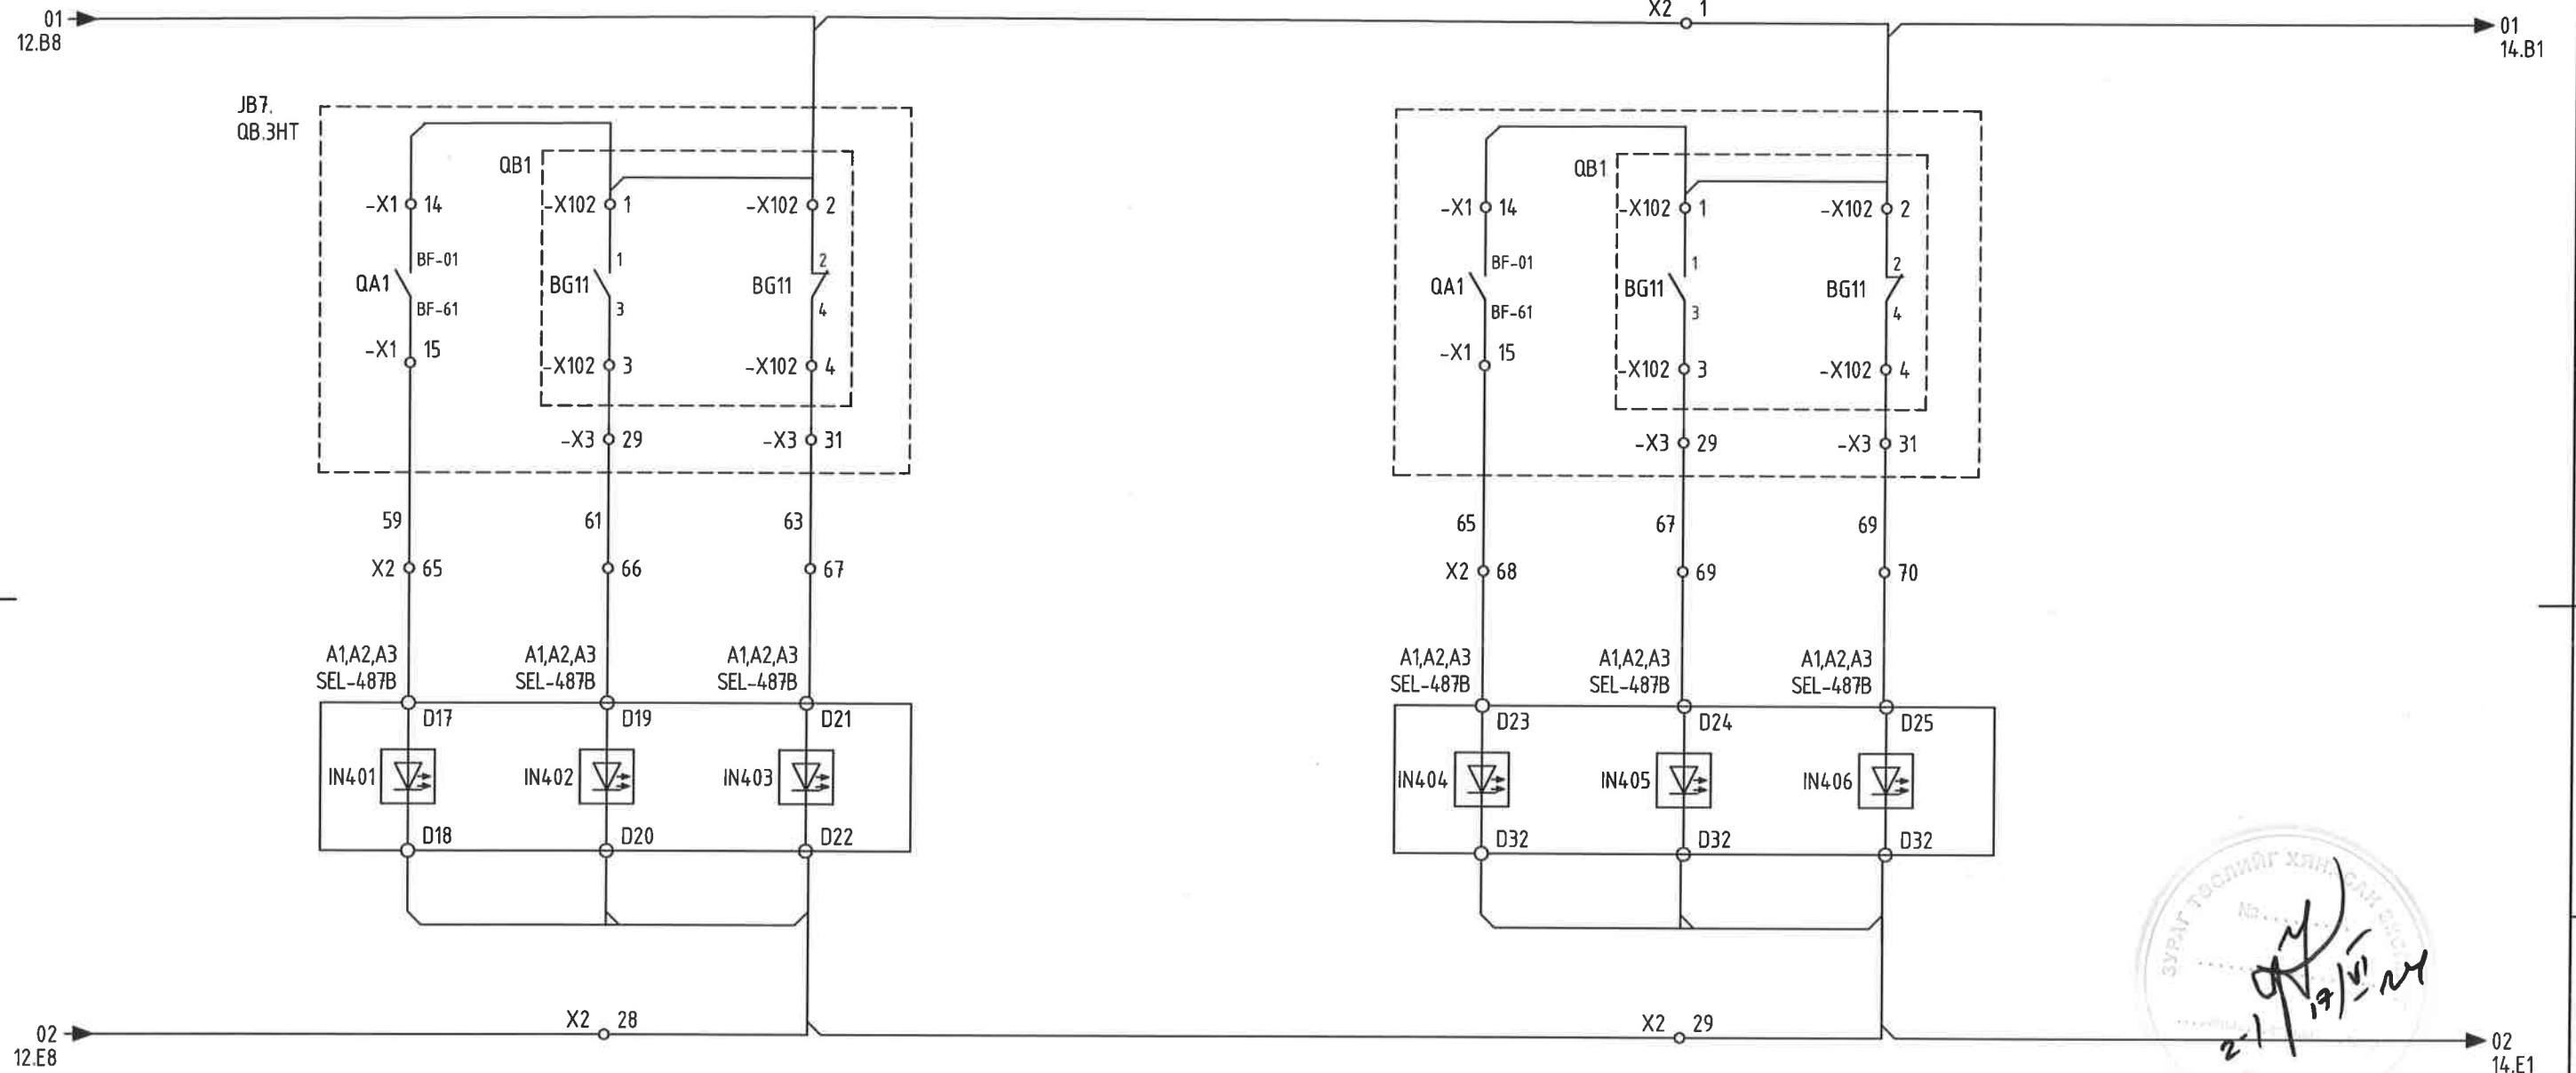 01
12.B8
X2 1
01
14.B1
JB7.
QB.3HT
QB1
-X1 14
-X102 1
-X102 2
BF-01
QA1
BF-61
1
BG11
3
2
BG11
4
-X1 15
-X102 3
-X102 4
-X3 29
-X3 31
59
61
63
X2 65
66
67
A1,A2,A3
SEL-487B
A1,A2,A3
SEL-487B
A1,A2,A3
SEL-487B
D17
D19
D21
IN401
IN402
IN403
D18
D20
D22
QB1
-X1 14
-X102 1
-X102 2
BF-01
QA1
BF-61
1
BG11
3
2
BG11
4
-X1 15
-X102 3
-X102 4
-X3 29
-X3 31
65
67
69
X2 68
69
70
A1,A2,A3
SEL-487B
A1,A2,A3
SEL-487B
A1,A2,A3
SEL-487B
D23
D24
D25
IN404
IN405
IN406
D32
D32
D32
ЗУРАГ ТӨСЛИЙГ
№
02
12.E8
X2 28
X2 29
02
14.E1